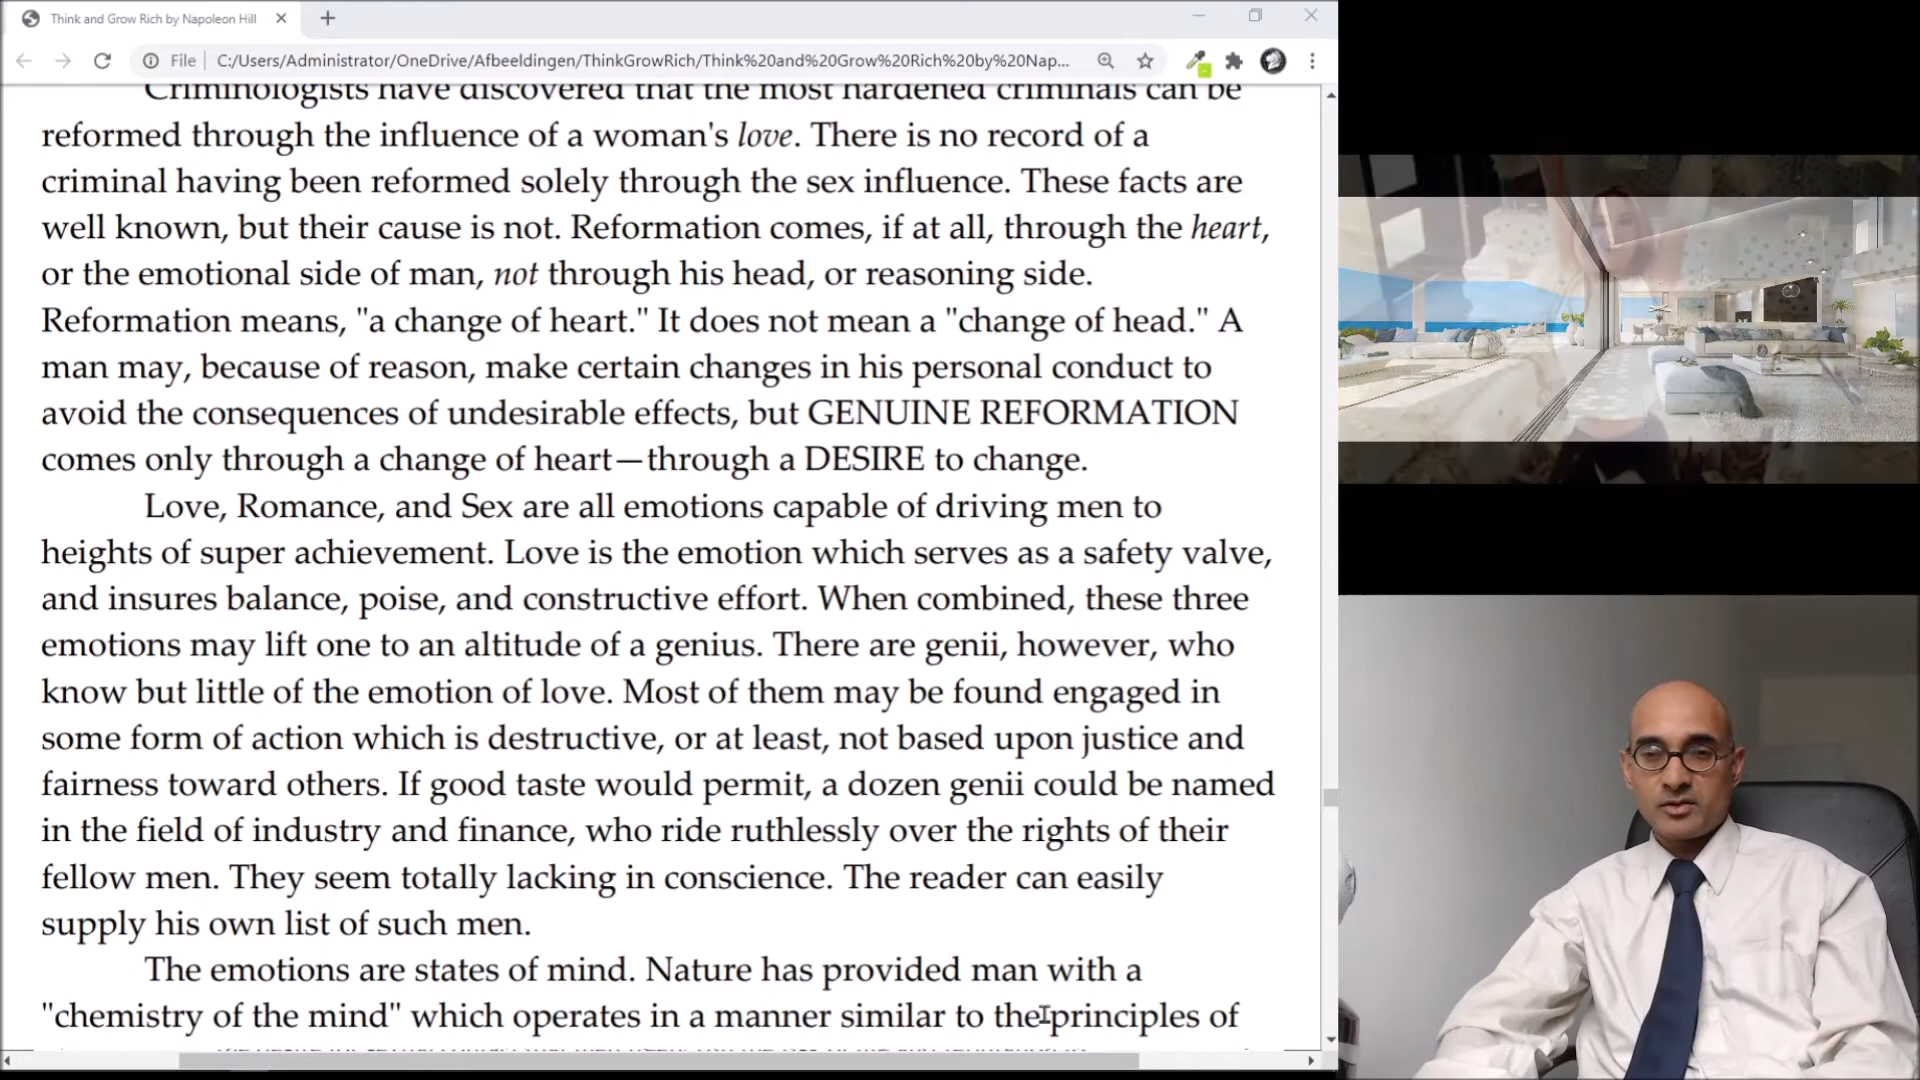 Think and Grow Rich by Napoleon Hill
File
C:/Users/Administrator/OneDrive/Afbeeldingen/ThinkGrowRich/Think%20and%20Grow%20Rich%20by%20Nap...
Criminologists have discovered that the most hardened criminals can be
reformed through the influence of a woman's love. There is no record of a
criminal having been reformed solely through the sex influence. These facts are
well known, but their cause is not. Reformation comes, if at all, through the heart,
or the emotional side of man, not through his head, or reasoning side.
Reformation means, "a change of heart." It does not mean a "change of head." A
man may, because of reason, make certain changes in his personal conduct to
avoid the consequences of undesirable effects, but GENUINE REFORMATION
comes only through a change of heart—through a DESIRE to change.
Love, Romance, and Sex are all emotions capable of driving men to
heights of super achievement. Love is the emotion which serves as a safety valve,
and insures balance, poise, and constructive effort. When combined, these three
emotions may lift one to an altitude of a genius. There are genii, however, who
know but little of the emotion of love. Most of them may be found engaged in
some form of action which is destructive, or at least, not based upon justice and
fairness toward others. If good taste would permit, a dozen genii could be named
in the field of industry and finance, who ride ruthlessly over the rights of their
fellow men. They seem totally lacking in conscience. The reader can easily
supply his own list of such men.
The emotions are states of mind. Nature has provided man with a
"chemistry of the mind" which operates in a manner similar to the principles of